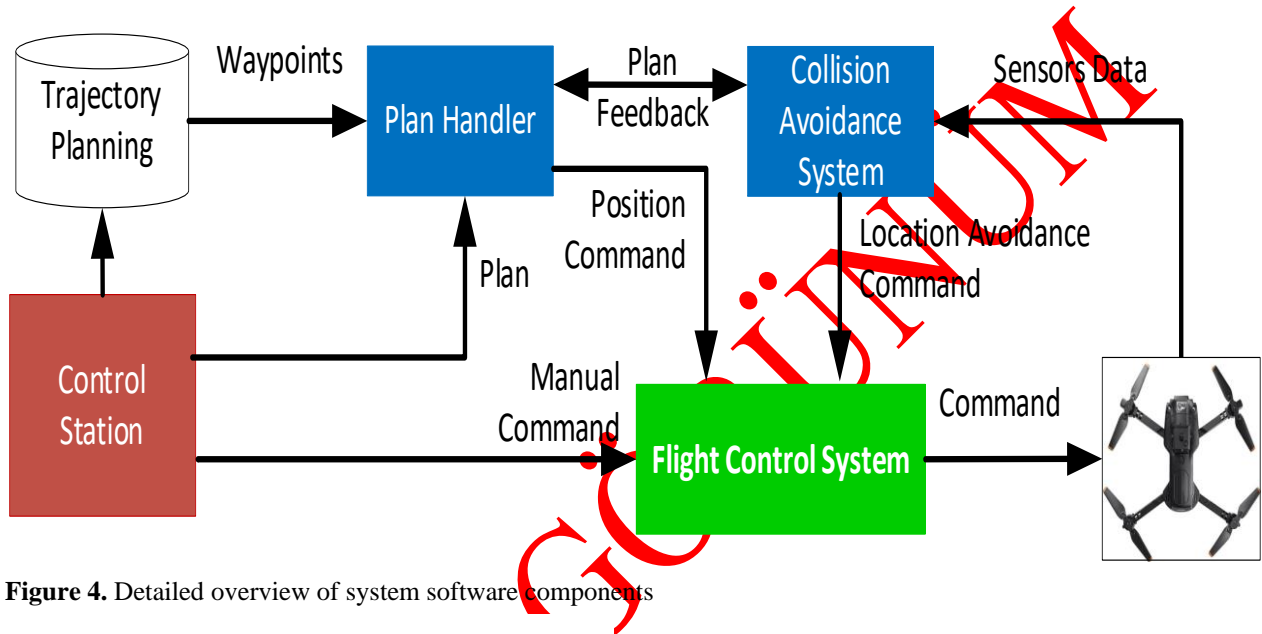 Trajectory
Planning
Waypoints
Plan Handler
Plan
Feedback
Collision
Avoidance
System
Sensors Data
Position
Command
Location Avoidance
Command
Plan
Control
Station
Manual
Command
Flight Control System
Command
GÖRÜNÜM
Figure 4. Detailed overview of system software components